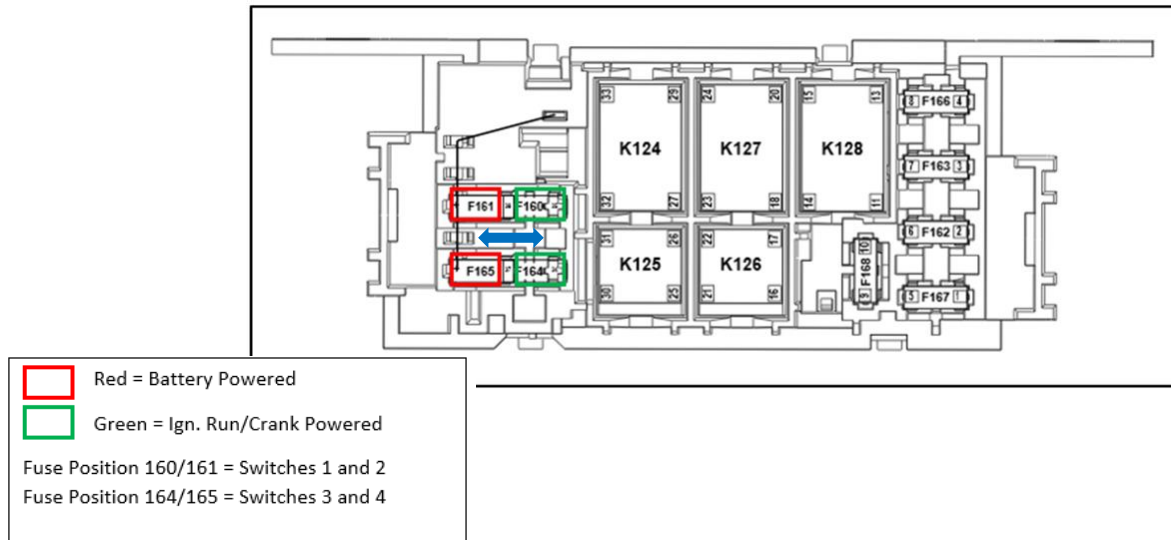 33 29 24 20 15 13
F166 8 4
K124 K127 K128
F163 7 3
32 27 23 18 14 11
F161 F160
F162 6 2
31 26 22 17
10 F168 9
F165 F164
K125 K126
F167 5 1
30 25 21 16
Red = Battery Powered
Green = Ign. Run/Crank Powered
Fuse Position 160/161 = Switches 1 and 2
Fuse Position 164/165 = Switches 3 and 4